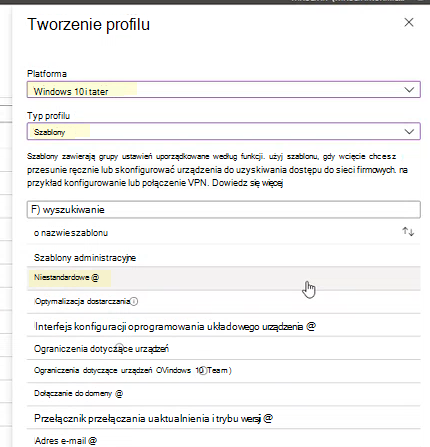 Tworzenie profilu
Platforma
Windows 10 i tater
Typ profilu
Szablony
Szablony zawierają grupy ustawień uporządkowane według funkcji. użyj szablonu, gdy wcięcie chcesz
przesunie ręcznie lub skonfigurować urządzenia do uzyskiwania dostępu do sieci firmowych. na
przykład konfigurowanie lub połączenie VPN. Dowiedz się więcej
F) wyszukiwanie
o nazwie szablonu
Szablony administracyjne
Niestandardowe @
Optymalizacja dostarczania
Interfejs konfiguracji oprogramowania układowego urządzenia @
Ograniczenia dotyczące urządzeń
Ograniczenia dotyczące urządzeń OVindows 10 Team)
Dołączanie do domeny @
Przełącznik przełączania uaktualnienia i trybu wersji @
Adres e-mail @